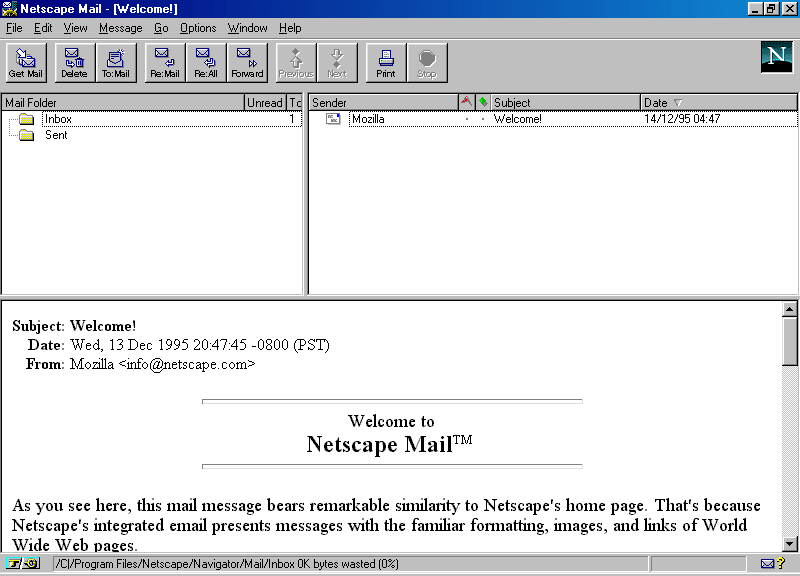 Netscape Mail - [Welcome!]
File Edit View Message Go Options Window Help
Get Mail Delete To: Mail Re: Mail Re: All Forward Previous Next Print Stop
N
Mail Folder Unread To
Inbox 1
Sent
Sender Subject Date
Mozilla Welcome! 14/12/95 04:47
Subject: Welcome!
Date: Wed, 13 Dec 1995 20:47:45 -0800 (PST)
From: Mozilla <info@netscape.com>
Welcome to
Netscape Mail™
As you see here, this mail message bears remarkable similarity to Netscape's home page. That's because
Netscape's integrated email presents messages with the familiar formatting, images, and links of World
Wide Web pages.
/C|/Program Files/Netscape/Navigator/Mail/Inbox 0K bytes wasted (0%)
?